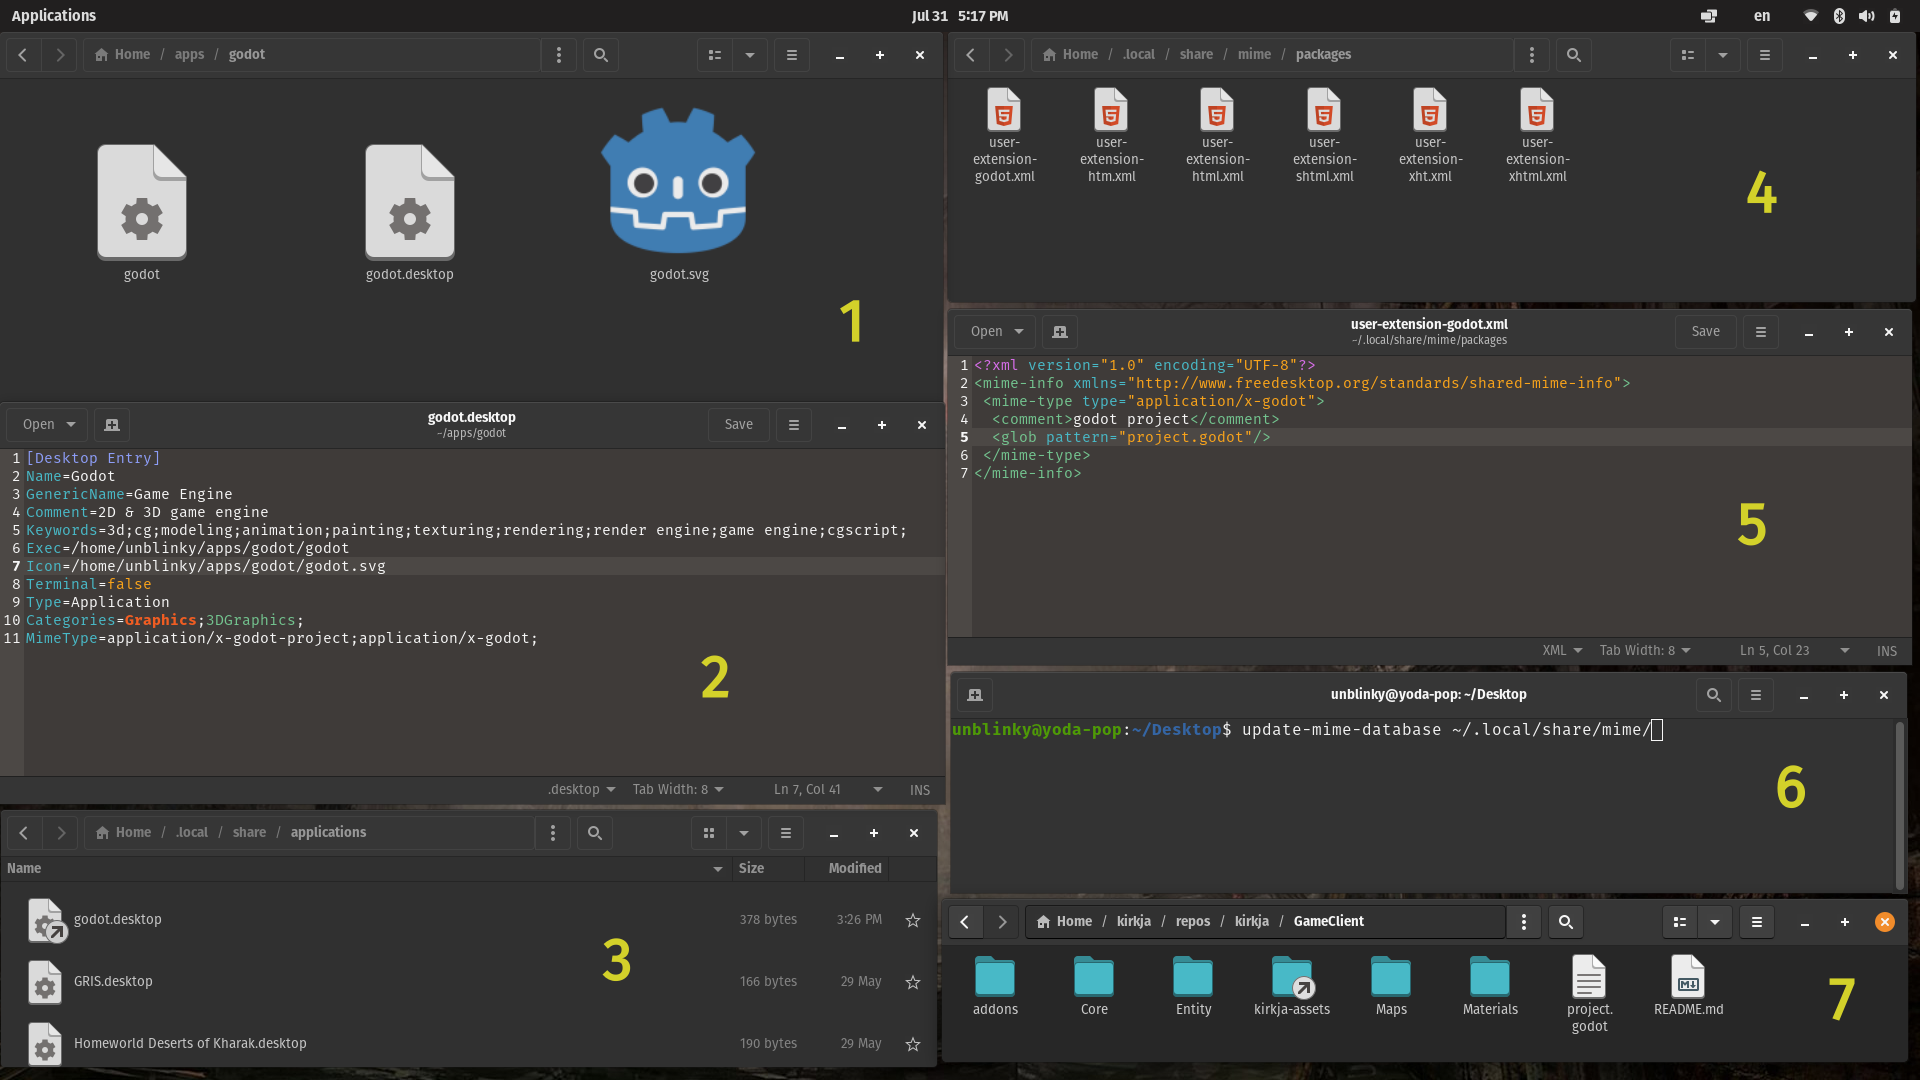 Applications
Jul 31 5:17 PM
en
Home / apps / godot
godot
godot.desktop
godot.svg
1
Open
godot.desktop
~/apps/godot
Save
1 [Desktop Entry]
2 Name=Godot
3 GenericName=Game Engine
4 Comment=2D & 3D game engine
5 Keywords=3d;cg;modeling;animation;painting;texturing;rendering;render engine;game engine;cgscript;
6 Exec=/home/unblinky/apps/godot/godot
7 Icon=/home/unblinky/apps/godot/godot.svg
8 Terminal=false
9 Type=Application
10 Categories=Graphics;3DGraphics;
11 MimeType=application/x-godot-project;application/x-godot;
2
.desktop Tab Width: 8 Ln 7, Col 41 INS
Home / .local / share / applications
Name Size Modified
godot.desktop 378 bytes 3:26 PM
GRIS.desktop 166 bytes 29 May
Homeworld Deserts of Kharak.desktop 190 bytes 29 May
3
Home / .local / share / mime / packages
user-extension-godot.xml
user-extension-htm.xml
user-extension-html.xml
user-extension-shtml.xml
user-extension-xht.xml
user-extension-xhtml.xml
4
Open
user-extension-godot.xml
~/.local/share/mime/packages
Save
1 <?xml version="1.0" encoding="UTF-8"?>
2 <mime-info xmlns="http://www.freedesktop.org/standards/shared-mime-info">
3 <mime-type type="application/x-godot">
4 <comment>godot project</comment>
5 <glob pattern="project.godot"/>
6 </mime-type>
7 </mime-info>
5
XML Tab Width: 8 Ln 5, Col 23 INS
unblinky@yoda-pop: ~/Desktop
unblinky@yoda-pop:~/Desktop$ update-mime-database ~/.local/share/mime/
6
Home / kirkja / repos / kirkja / GameClient
addons
Core
Entity
kirkja-assets
Maps
Materials
project.godot
README.md
7